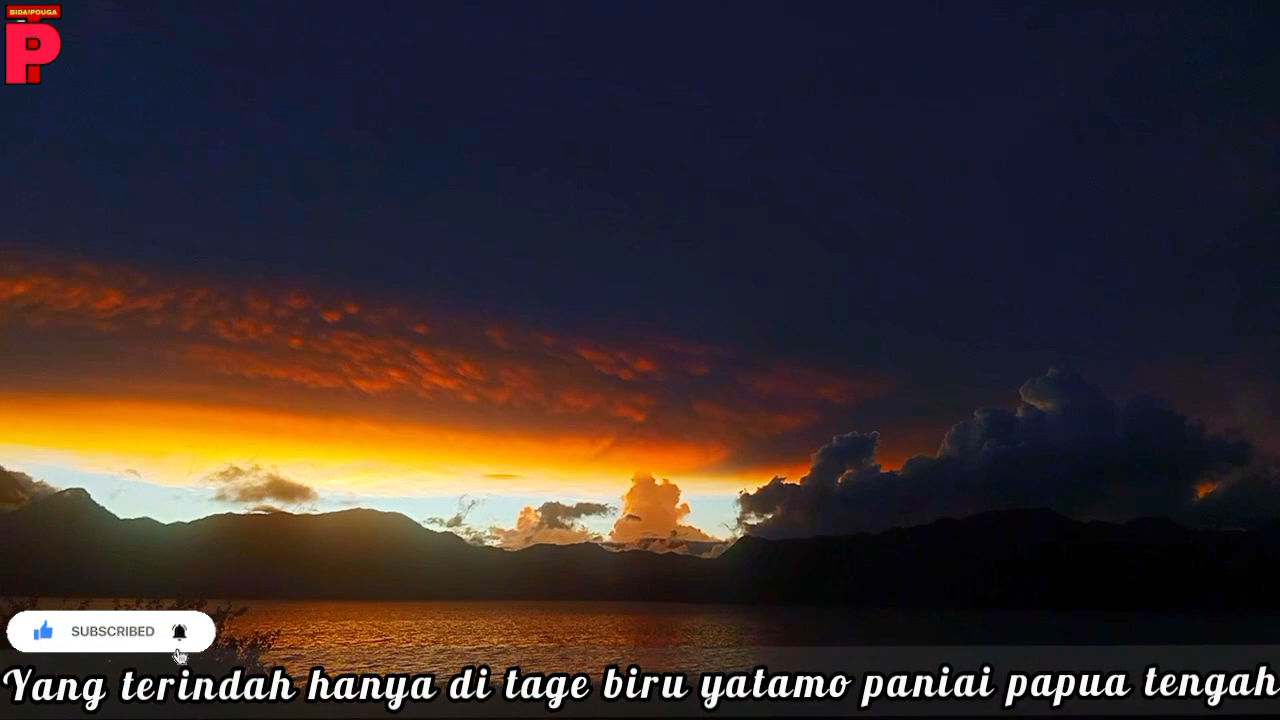 BIDAIPOUGA
P
SUBSCRIBED
Yang terindah hanya di tage biru yatamo paniai papua tengah